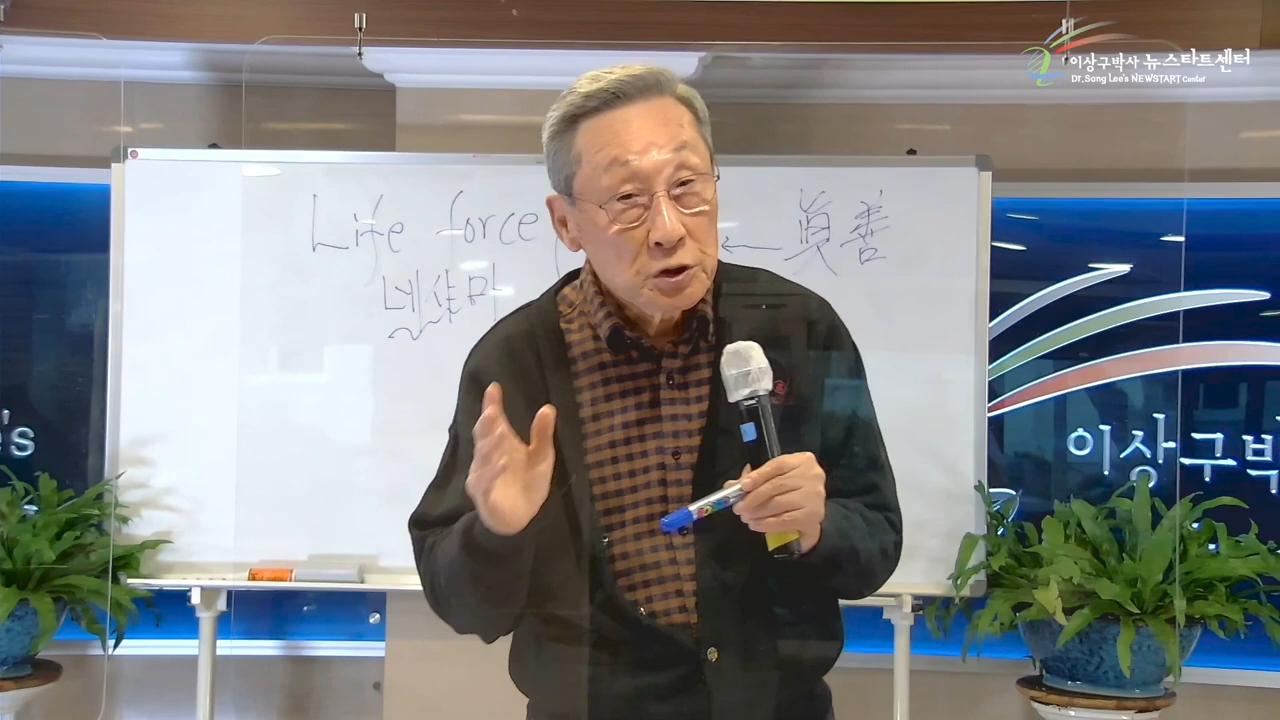 이상구박사 뉴스타트센터
Dr. Sang Lee's NEWSTART Center
Life force
← 眞善
e's
이상구박